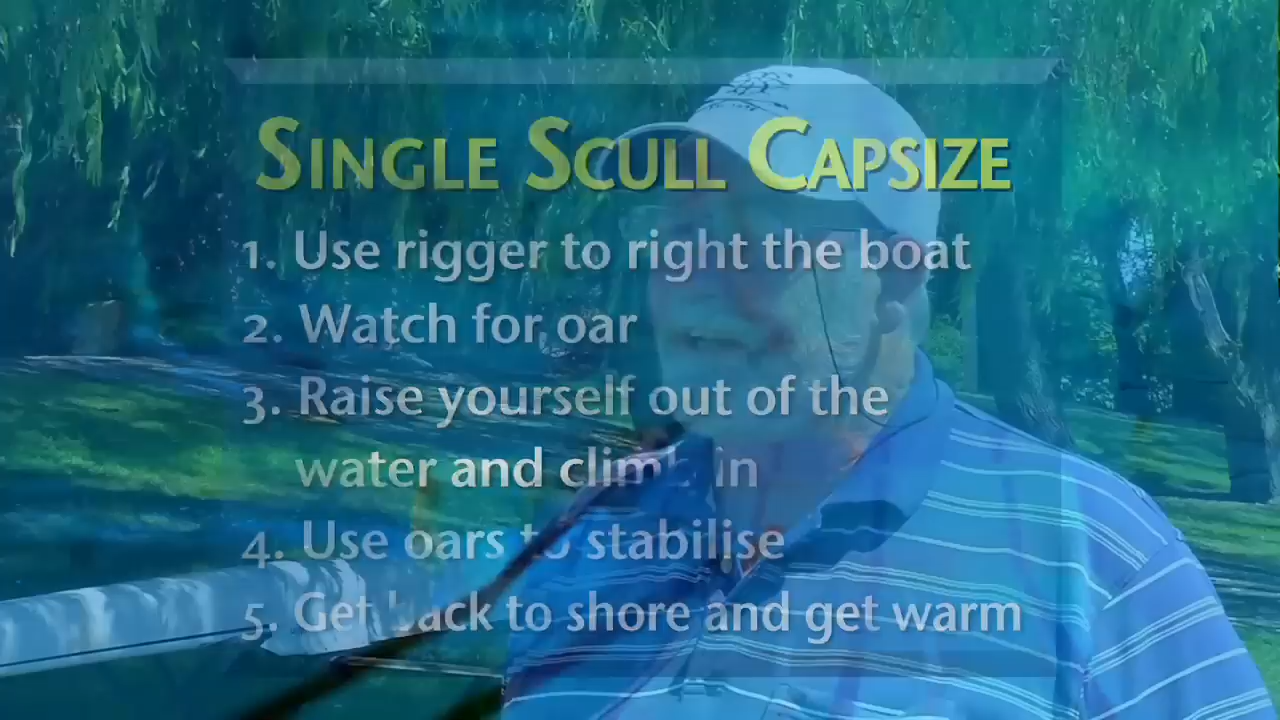 SINGLE SCULL CAPSIZE
1. Use rigger to right the boat
2. Watch for oar
3. Raise yourself out of the
water and climb in
4. Use oars to stabilise
5. Get back to shore and get warm